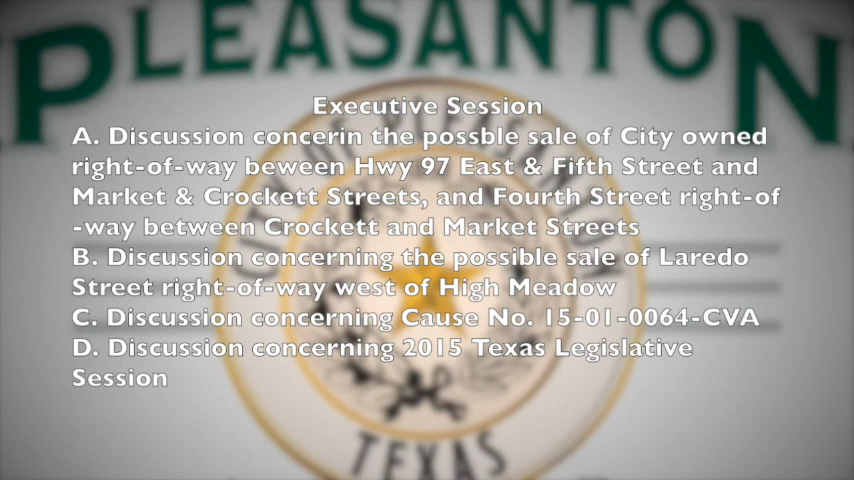 PLEASANTON
Executive Session
A. Discussion concerin the possble sale of City owned
right-of-way beween Hwy 97 East & Fifth Street and
Market & Crockett Streets, and Fourth Street right-of
-way between Crockett and Market Streets
B. Discussion concerning the possible sale of Laredo
Street right-of-way west of High Meadow
C. Discussion concerning Cause No. 15-01-0064-CVA
D. Discussion concerning 2015 Texas Legislative
Session
TEXAS